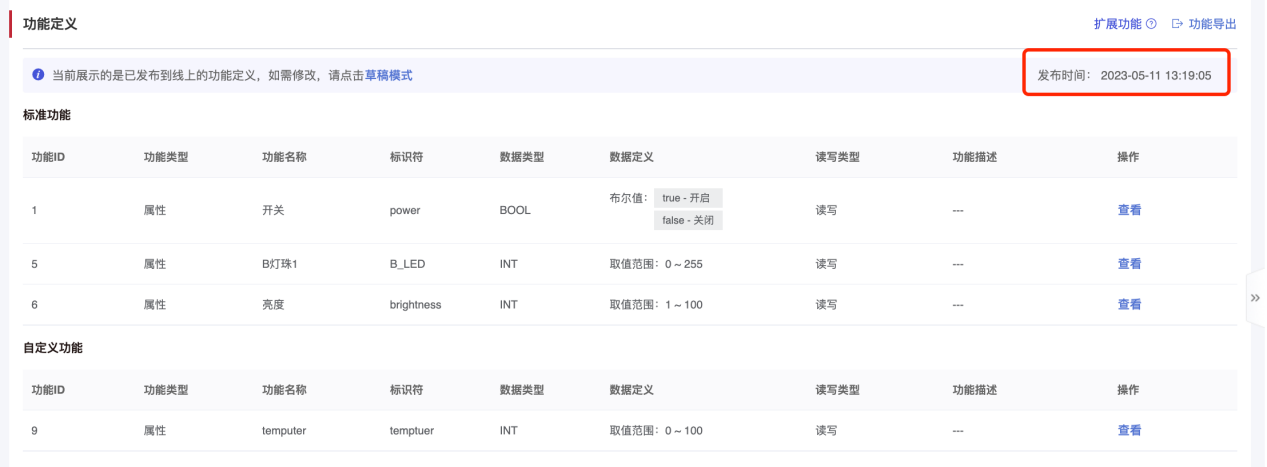 功能定义
扩展功能 功能导出
当前展示的是已发布到线上的功能定义，如需修改，请点击草稿模式
发布时间： 2023-05-11 13:19:05
标准功能
功能ID 功能类型 功能名称 标识符 数据类型 数据定义 读写类型 功能描述 操作
1 属性 开关 power BOOL 布尔值： true - 开启 false - 关闭 读写 --- 查看
5 属性 B灯珠1 B_LED INT 取值范围：0 ~ 255 读写 --- 查看
6 属性 亮度 brightness INT 取值范围：1 ~ 100 读写 --- 查看
自定义功能
功能ID 功能类型 功能名称 标识符 数据类型 数据定义 读写类型 功能描述 操作
9 属性 temputer temptuer INT 取值范围：0 ~ 100 读写 --- 查看